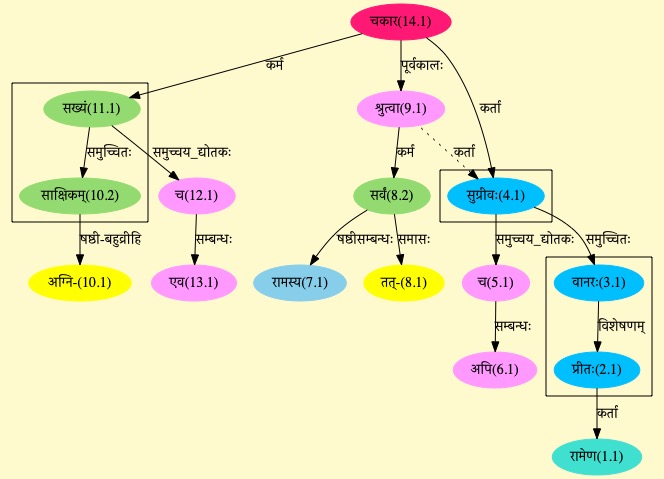 चकार(14.1)
कर्म
पूर्वकालः
कर्ता
सख्यं(11.1)
श्रुत्वा(9.1)
समुच्चितः
समुच्चय_द्योतकः
कर्म
कर्ता
साक्षिकम्(10.2)
च(12.1)
सर्वं(8.2)
सुग्रीवः(4.1)
षष्ठी-बहुव्रीहि
सम्बन्धः
षष्ठीसम्बन्धः
समासः
समुच्चय_द्योतकः
समुच्चितः
अग्नि-(10.1)
एव(13.1)
रामस्य(7.1)
तत्-(8.1)
च(5.1)
वानरः(3.1)
सम्बन्धः
विशेषणम्
अपि(6.1)
प्रीतः(2.1)
कर्ता
रामेण(1.1)